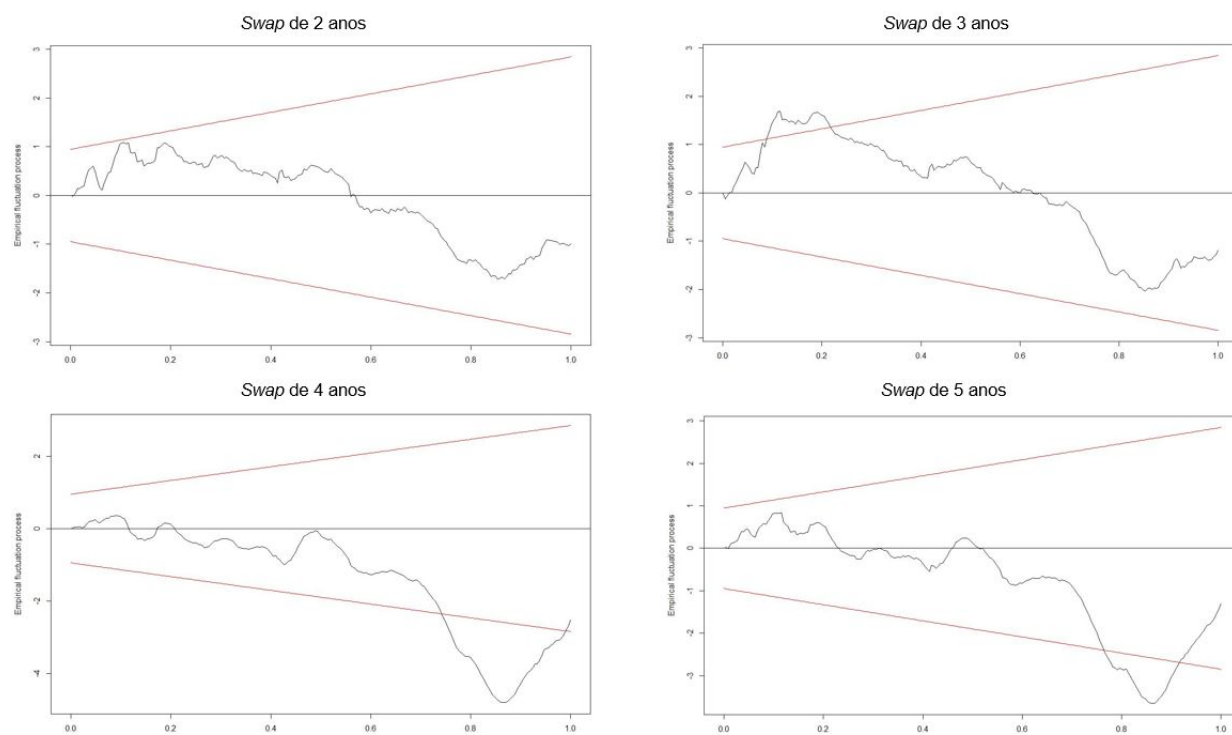 Swap de 2 anos
3
2
1
0
-1
-2
-3
Empirical fluctuation process
0.0 0.2 0.4 0.6 0.8 1.0
Swap de 3 anos
3
2
1
0
-1
-2
-3
Empirical fluctuation process
0.0 0.2 0.4 0.6 0.8 1.0
Swap de 4 anos
2
0
-2
-4
Empirical fluctuation process
0.0 0.2 0.4 0.6 0.8 1.0
Swap de 5 anos
3
2
1
0
-1
-2
-3
Empirical fluctuation process
0.0 0.2 0.4 0.6 0.8 1.0